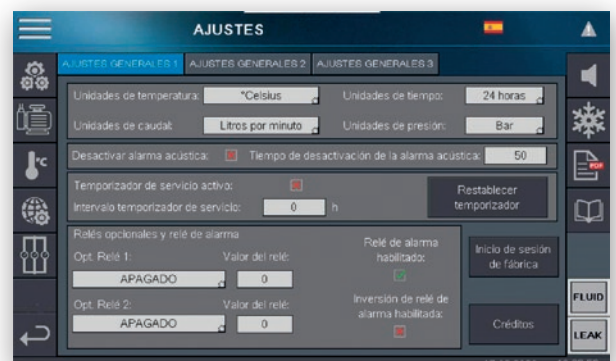 AJUSTES
AJUSTES GENERALES 1 AJUSTES GENERALES 2 AJUSTES GENERALES 3
Unidades de temperatura: °Celsius Unidades de tiempo: 24 horas
Unidades de caudal: Litros por minuto Unidades de presión: Bar
Desactivar alarma acústica: Tiempo de desactivación de la alarma acústica: 50
Temporizador de servicio activo:
Intervalo temporizador de servicio: 0 h
Restablecer
temporizador
Relés opcionales y relé de alarma
Opt. Relé 1: Valor del relé:
APAGADO 0
Opt. Relé 2: Valor del relé:
APAGADO 0
Relé de alarma
habilitado:
Inversión de relé de
alarma habilitada:
Inicio de sesión
de fábrica
Créditos
°C
PDF
FLUID
LEAK